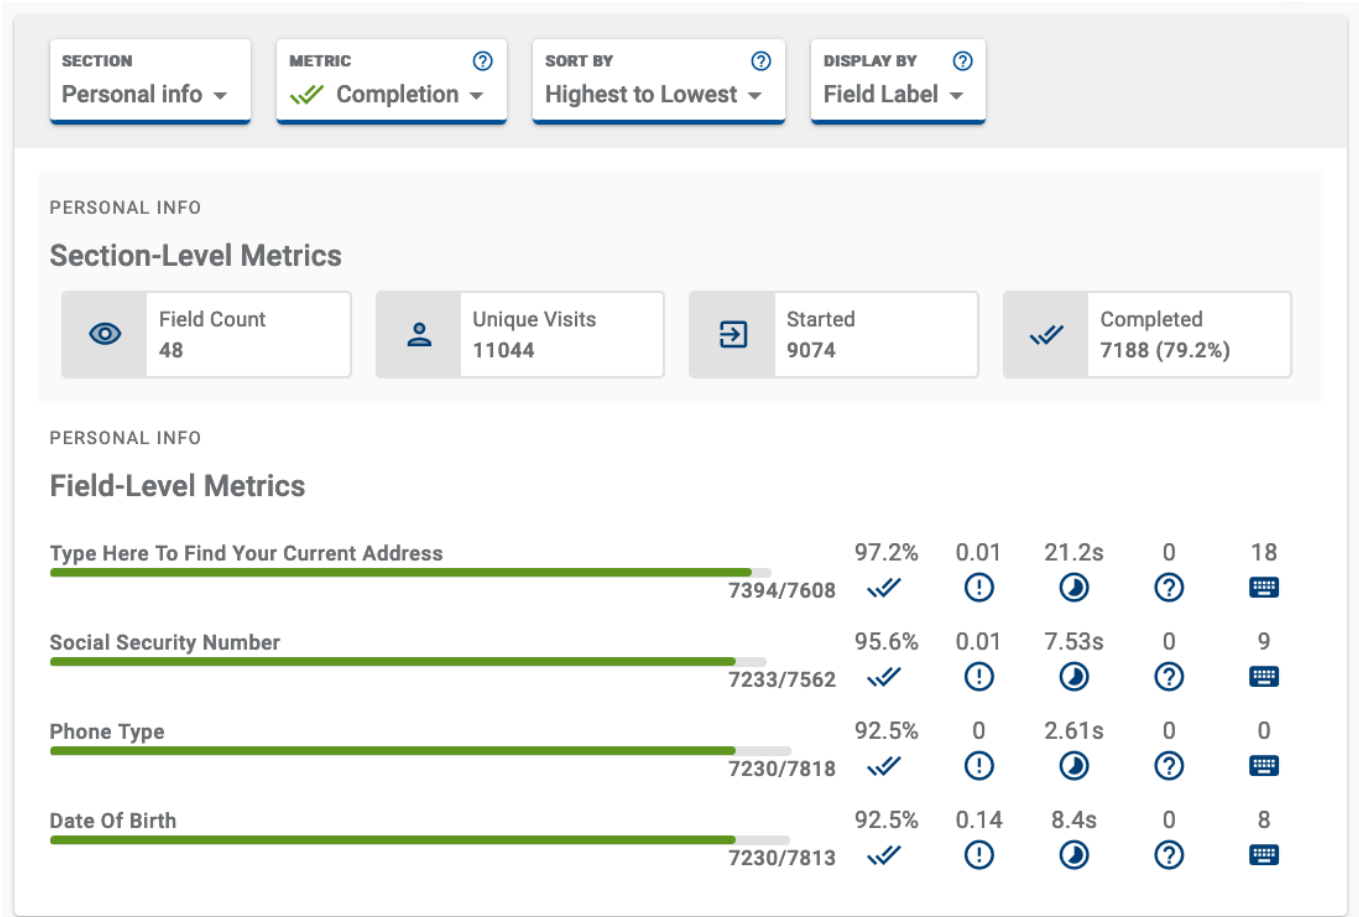 SECTION
Personal info
METRIC
Completion
SORT BY
Highest to Lowest
DISPLAY BY
Field Label
PERSONAL INFO
Section-Level Metrics
Field Count
48
Unique Visits
11044
Started
9074
Completed
7188 (79.2%)
PERSONAL INFO
Field-Level Metrics
Type Here To Find Your Current Address 97.2% 0.01 21.2s 0 18
7394/7608
Social Security Number 95.6% 0.01 7.53s 0 9
7233/7562
Phone Type 92.5% 0 2.61s 0 0
7230/7818
Date Of Birth 92.5% 0.14 8.4s 0 8
7230/7813